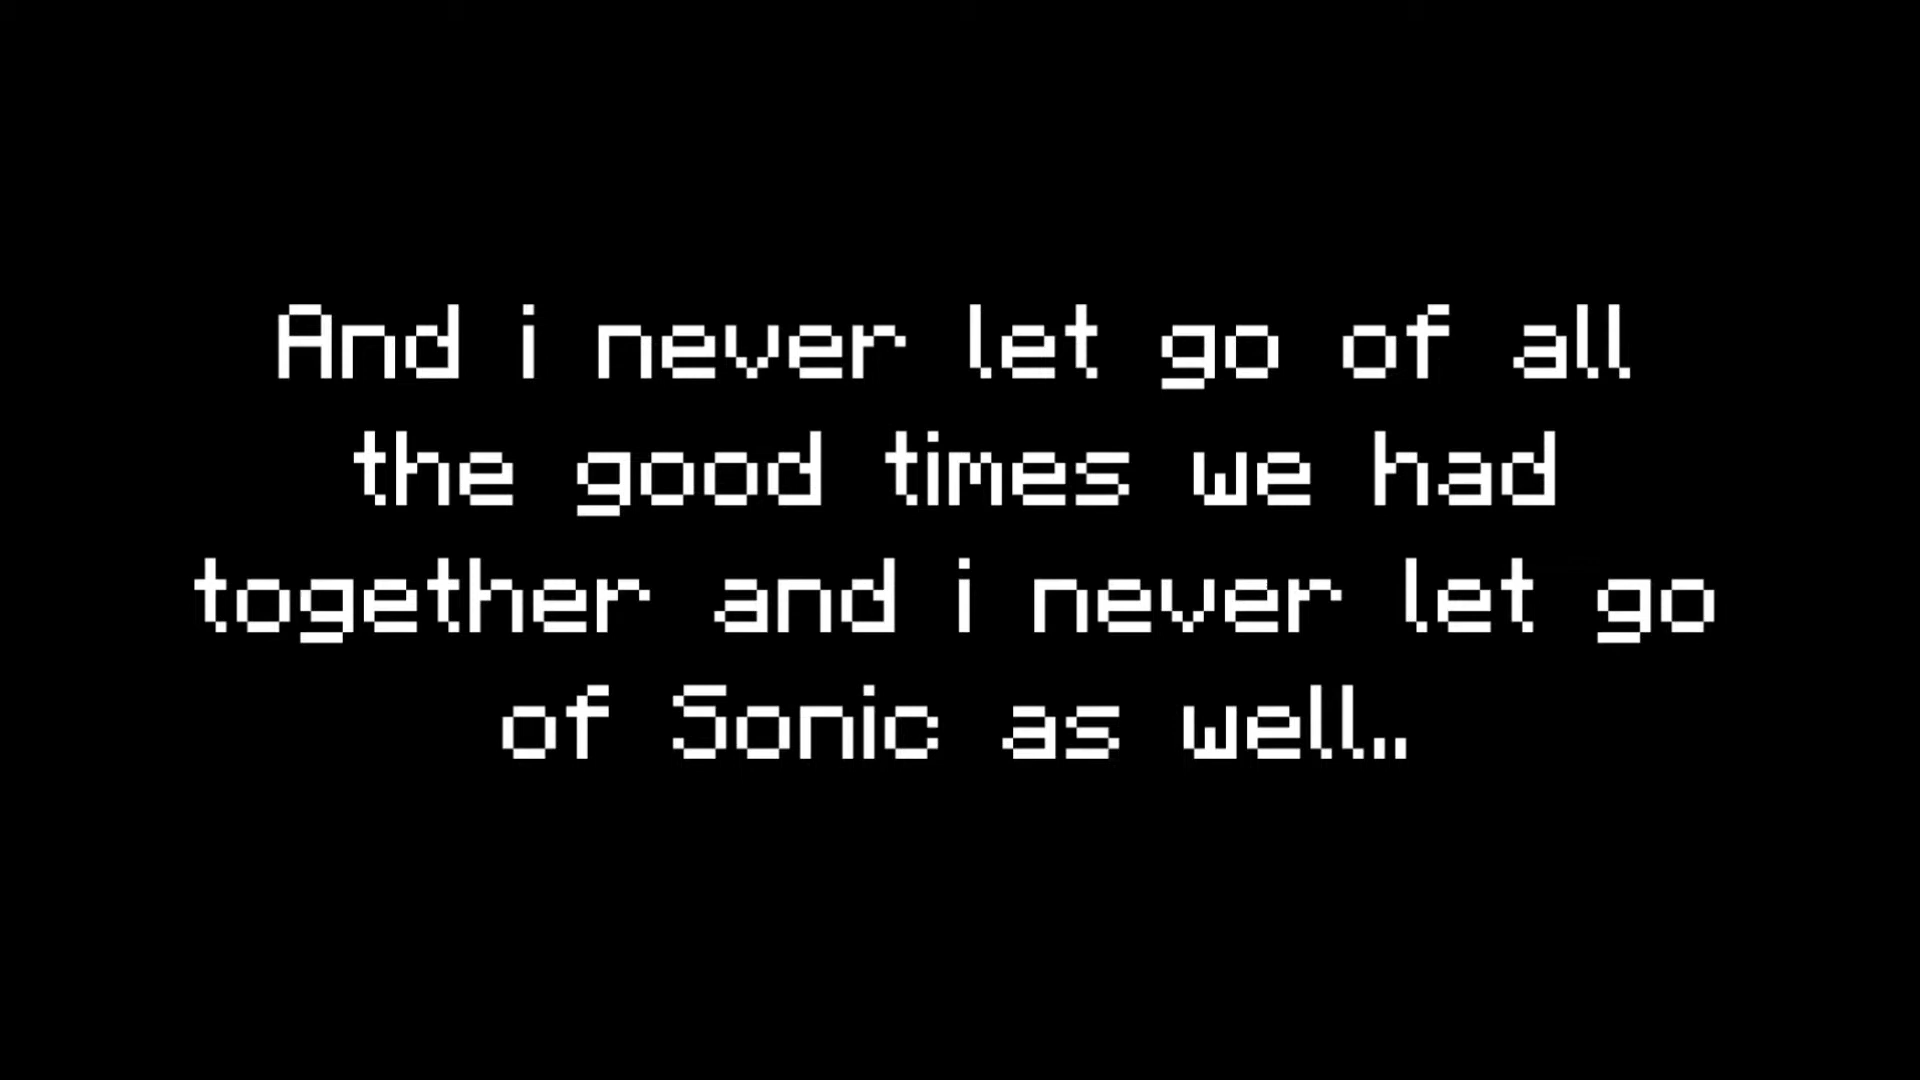 And i never let go of all
the good times we had
together and i never let go
of Sonic as well..